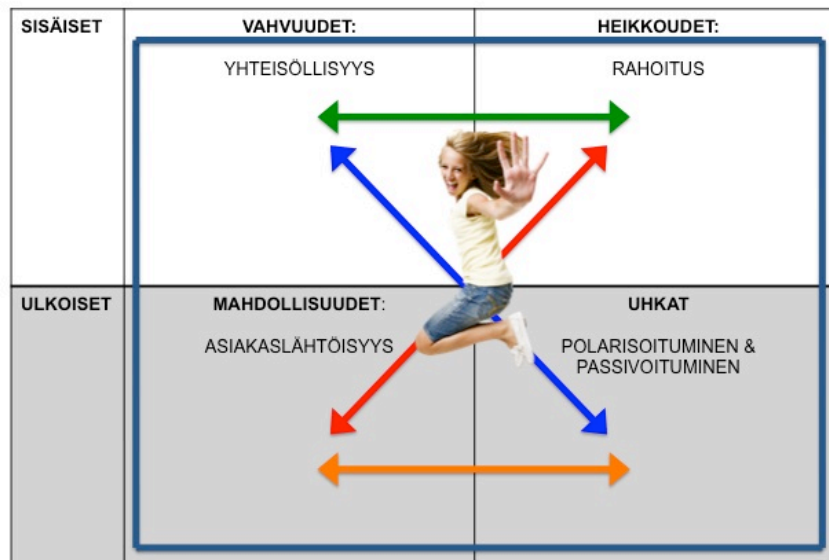 SISÄISET
VAHVUUDET:
HEIKKOUDET:
YHTEISÖLLISYYS
RAHOITUS
ULKOISET
MAHDOLLISUUDET:
UHKAT
ASIAKASLÄHTÖISYYS
POLARISOITUMINEN &
PASSIVOITUMINEN